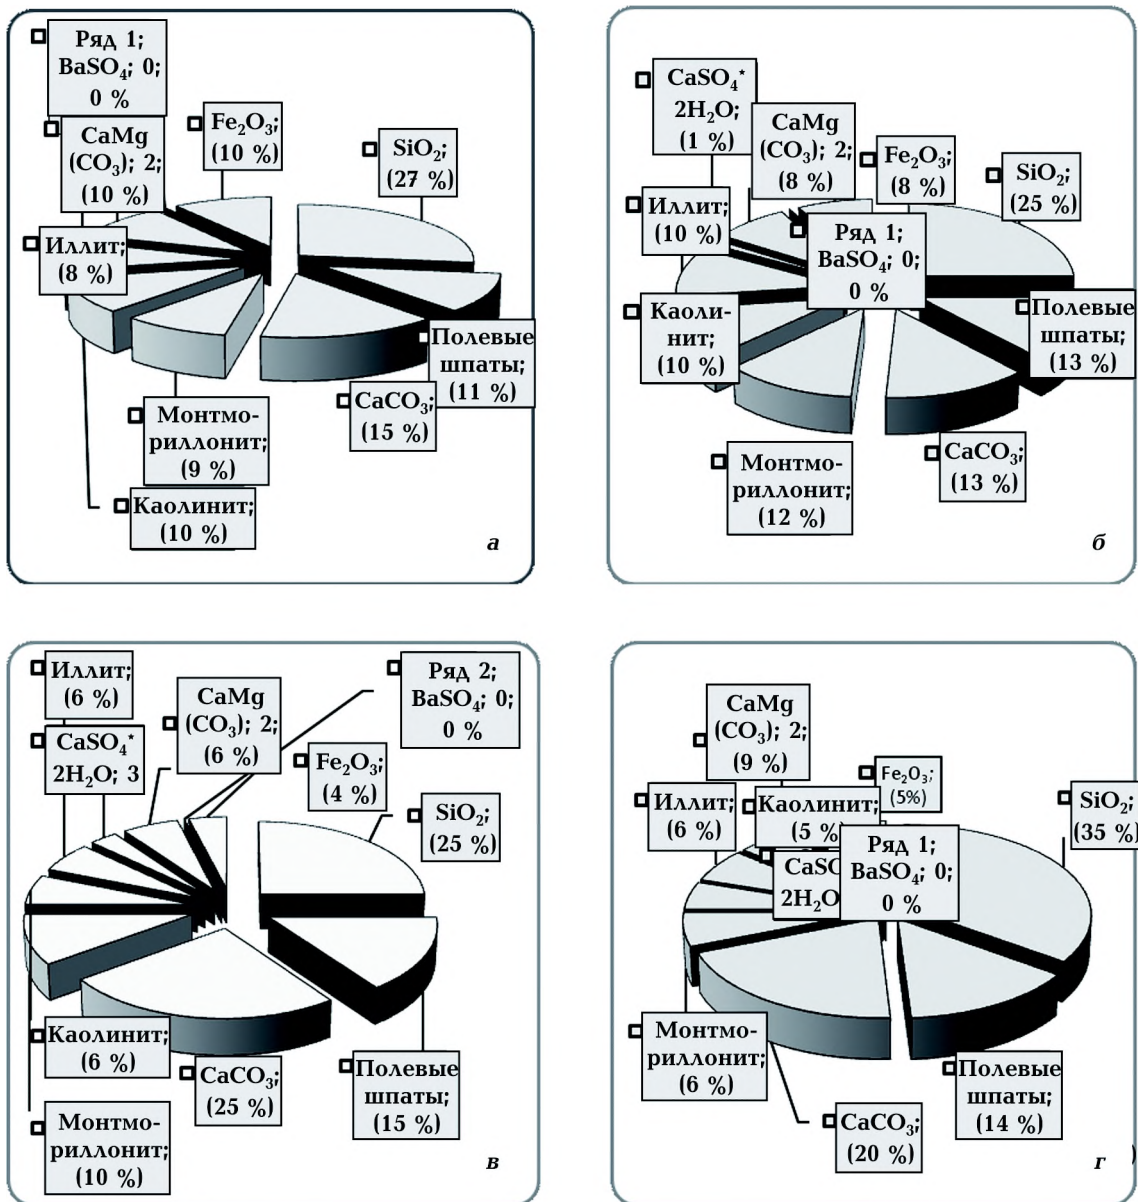 Ряд 1;
BaSO₄; 0;
0 %
CaMg
(CO₃); 2;
(10 %)
Fe₂O₃;
(10 %)
SiO₂;
(27 %)
Иллит;
(8 %)
Полевые
шпаты;
(11 %)
CaCO₃;
(15 %)
Монтмо-
риллонит;
(9 %)
Каолинит;
(10 %)
а
CaSO₄*
2H₂O;
(1 %)
CaMg
(CO₃); 2;
(8 %)
Fe₂O₃;
(8 %)
SiO₂;
(25 %)
Иллит;
(10 %)
Ряд 1;
BaSO₄; 0;
0 %
Каоли-
нит;
(10 %)
Полевые
шпаты;
(13 %)
CaCO₃;
(13 %)
Монтмо-
риллонит;
(12 %)
б
Иллит;
(6 %)
CaSO₄*
2H₂O; 3
CaMg
(CO₃); 2;
(6 %)
Ряд 2;
BaSO₄; 0;
0 %
Fe₂O₃;
(4 %)
SiO₂;
(25 %)
Каолинит;
(6 %)
CaCO₃;
(25 %)
Полевые
шпаты;
(15 %)
Монтмо-
риллонит;
(10 %)
в
CaMg
(CO₃); 2;
(9 %)
Fe₂O₃;
(5%)
SiO₂;
(35 %)
Иллит;
(6 %)
Каолинит;
(5 %)
Ряд 1;
BaSO₄; 0;
0 %
2H₂O
Монтмо-
риллонит;
(6 %)
Полевые
шпаты;
(14 %)
CaCO₃;
(20 %)
г